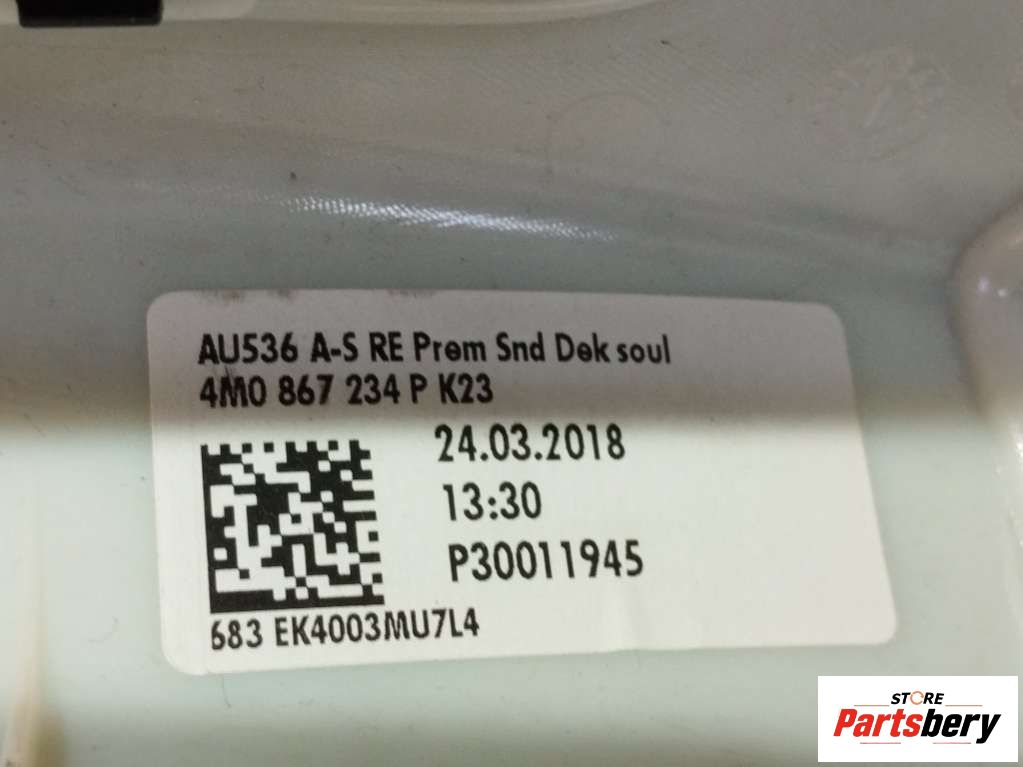 AU536 A-S RE Prem Snd Dek soul
4M0 867 234 P K23
24.03.2018
13:30
P30011945
683 EK4003MU7L4
STORE
Partsbery